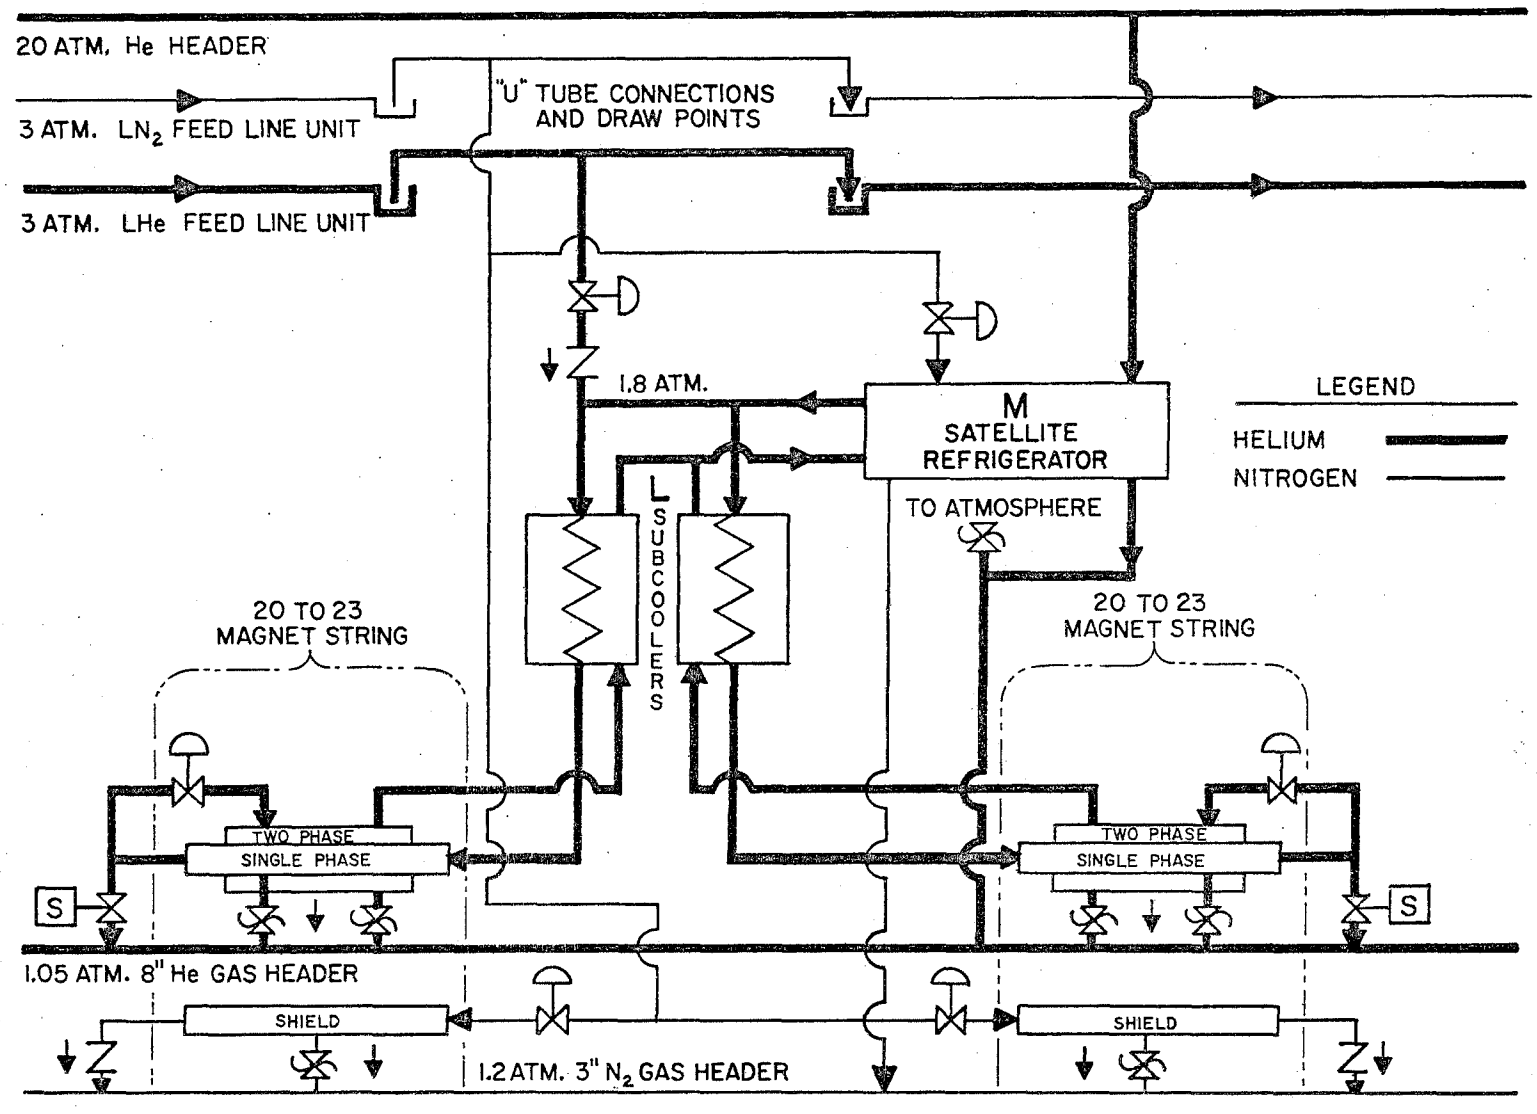 20 ATM. He HEADER
"U" TUBE CONNECTIONS
AND DRAW POINTS
3 ATM. LN2 FEED LINE UNIT
3 ATM. LHe FEED LINE UNIT
1.8 ATM.
M
SATELLITE
REFRIGERATOR
LEGEND
HELIUM
NITROGEN
TO ATMOSPHERE
L
SUBCOOLERS
20 TO 23
MAGNET STRING
20 TO 23
MAGNET STRING
TWO PHASE
SINGLE PHASE
TWO PHASE
SINGLE PHASE
S
S
1.05 ATM. 8" He GAS HEADER
SHIELD
SHIELD
1.2 ATM. 3" N2 GAS HEADER